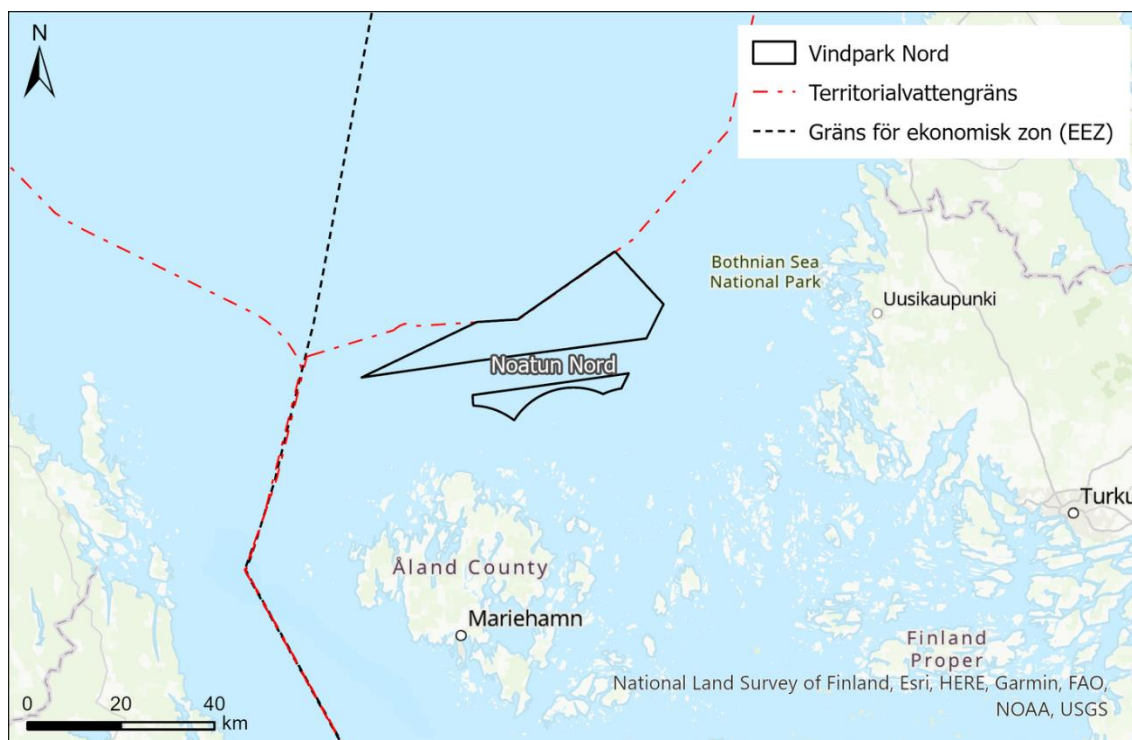 N
Vindpark Nord
Territorialvattengräns
Gräns för ekonomisk zon (EEZ)
Bothnian Sea
National Park
Uusikaupunki
Noatun Nord
Turku
Åland County
Mariehamn
Finland
Proper
National Land Survey of Finland, Esri, HERE, Garmin, FAO,
NOAA, USGS
0 20 40
km